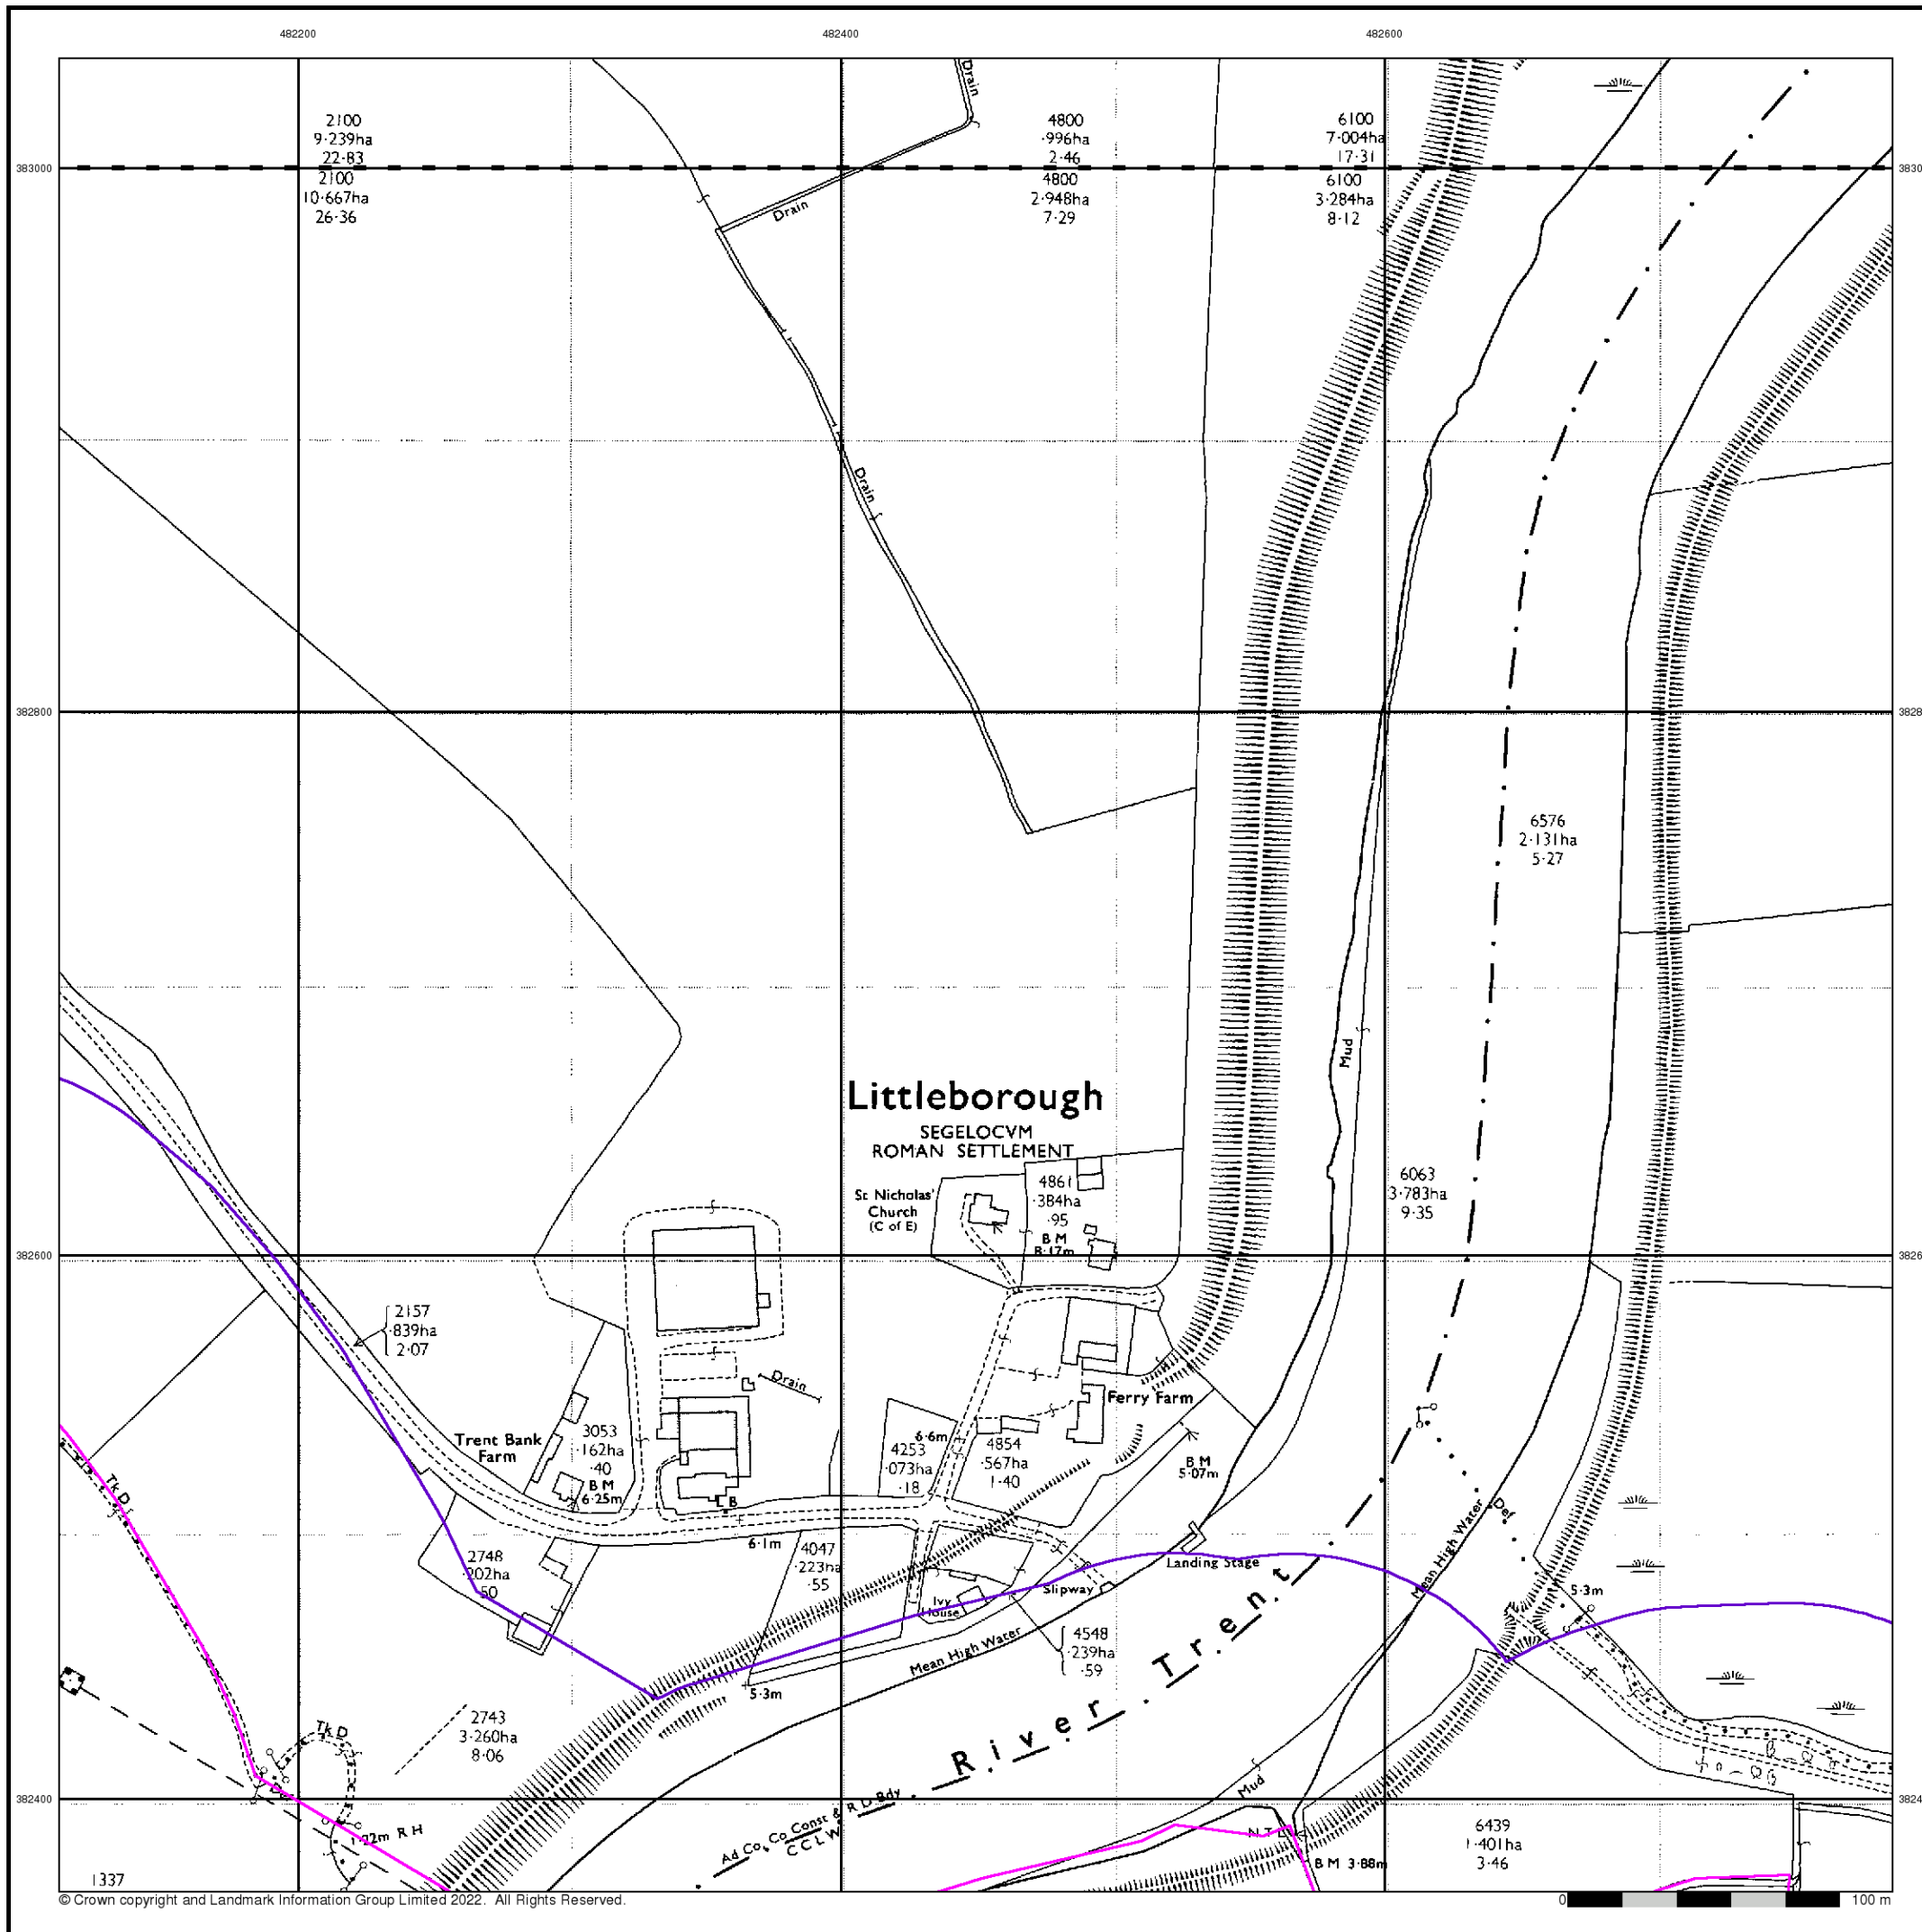 482200
482400
482600
Drain
2100
9·239ha
22·83
4800
·996ha
2·46
6100
7·004ha
17·31
383000
3830
2100
10·667ha
26·36
4800
2·948ha
7·29
6100
3·284ha
8·12
Drain
Drain
382800
3828
6576
2·131ha
5·27
Mud
Littleborough
SEGELOCVM
ROMAN SETTLEMENT
St Nicholas'
Church
(C of E)
4861
·384ha
·95
B M
8·17m
6063
3·783ha
9·35
382600
3826
2157
·839ha
2·07
Drain
Ferry Farm
Trent Bank
Farm
3053
·162ha
·40
B M
6·25m
6·6m
4253
·073ha
·18
4854
·567ha
1·40
B M
5·07m
L B
6·1m
Tk D
Mean High Water
Def
2748
·202ha
·50
4047
·223ha
·55
Landing Stage
Slipway
Ivy
House
5·3m
4548
·239ha
·59
Mean High Water
5·3m
River Trent
2743
3·260ha
8·06
Tk D
Mud
382400
3824
Ad Co, Co Const & R D Bdy
C C L W
1·22m R H
N T L
6439
1·401ha
3·46
B M 3·88m
1337
© Crown copyright and Landmark Information Group Limited 2022. All Rights Reserved.
0
100 m